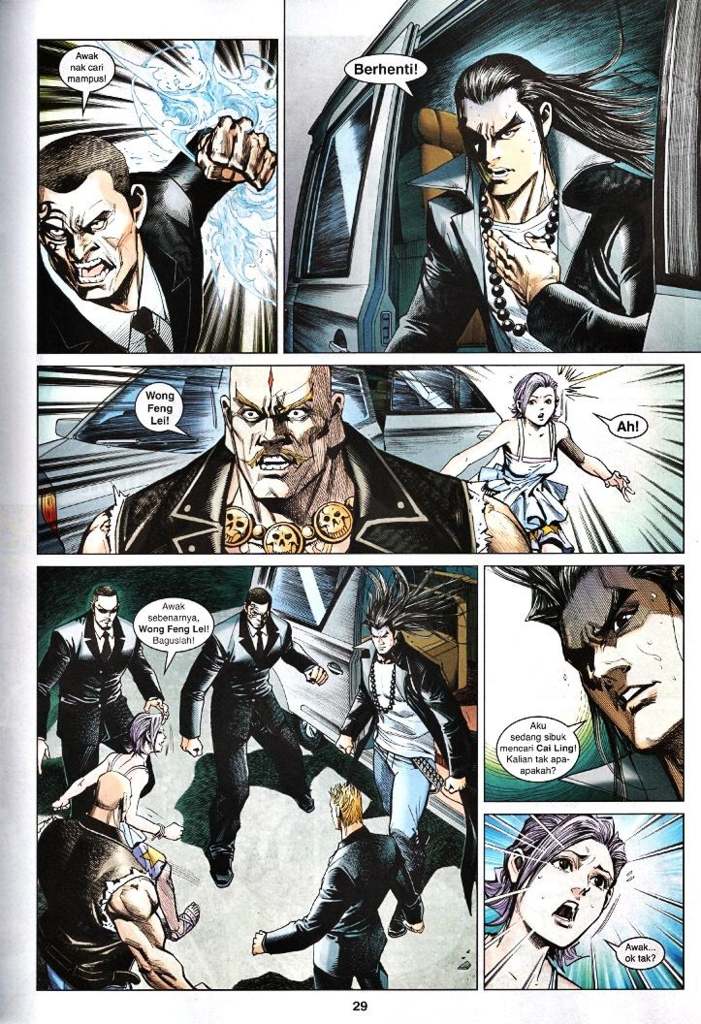 Awak
nak cari
mampus!
Berhenti!
Wong
Feng
Lei!
Ah!
Awak
sebenarnya,
Wong Feng Lei!
Baguslah!
Aku
sedang sibuk
mencari Cai Ling!
Kalian tak apa-
apakah?
Awak...
ok tak?
29